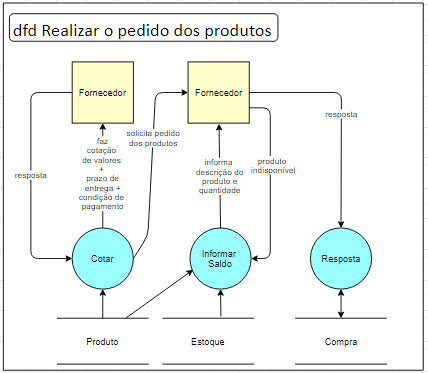 dfd Realizar o pedido dos produtos
Fornecedor
Fornecedor
resposta
faz
cotação
de valores
+
prazo de
entrega +
condição de
pagamento
solicita pedido
dos produtos
informa
descrição do
produto e
quantidade
produto
indisponível
resposta
Cotar
Informar
Saldo
Resposta
Produto
Estoque
Compra